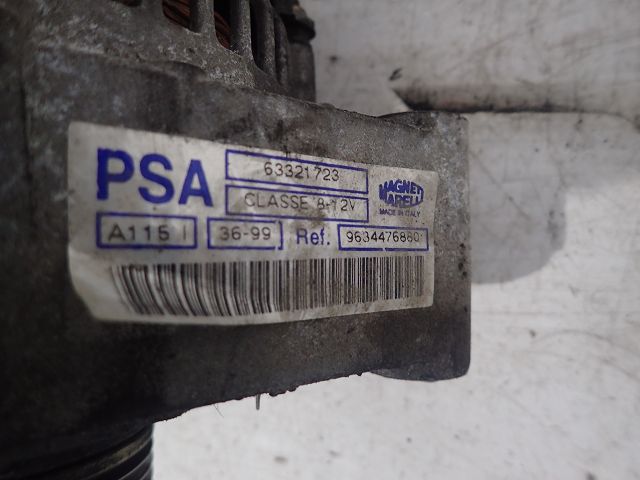 PSA
63321723
CLASSE 8-12V
MAGNETI
MARELLI
MADE IN ITALY
A115 I
36-99
Ref. 9634476880